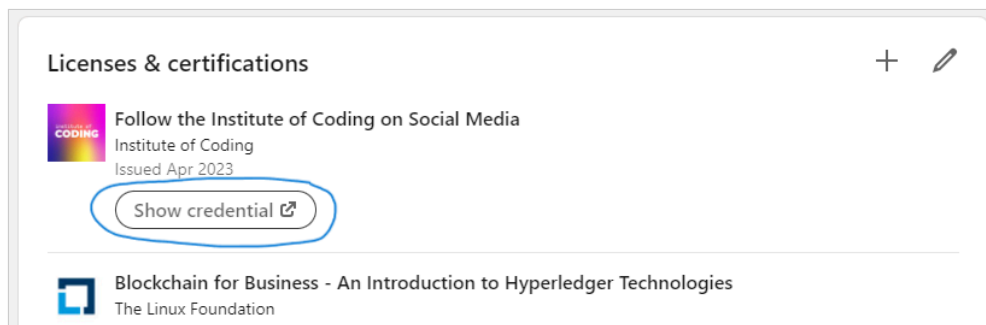 Licenses & certifications
institute of
CODING
Follow the Institute of Coding on Social Media
Institute of Coding
Issued Apr 2023
Show credential
Blockchain for Business - An Introduction to Hyperledger Technologies
The Linux Foundation